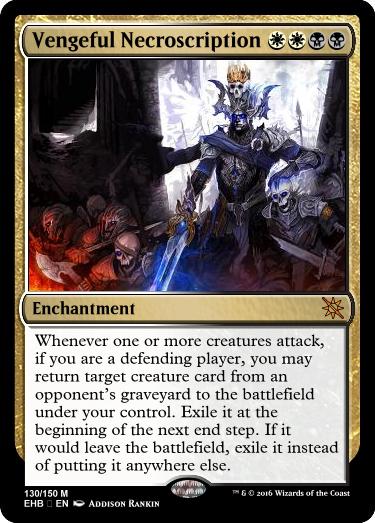 Vengeful Necroscription
Enchantment
Whenever one or more creatures attack,
if you are a defending player, you may
return target creature card from an
opponent's graveyard to the battlefield
under your control. Exile it at the
beginning of the next end step. If it
would leave the battlefield, exile it instead
of putting it anywhere else.
130/150 M
EHB EN Addison Rankin
™ & © 2016 Wizards of the Coast